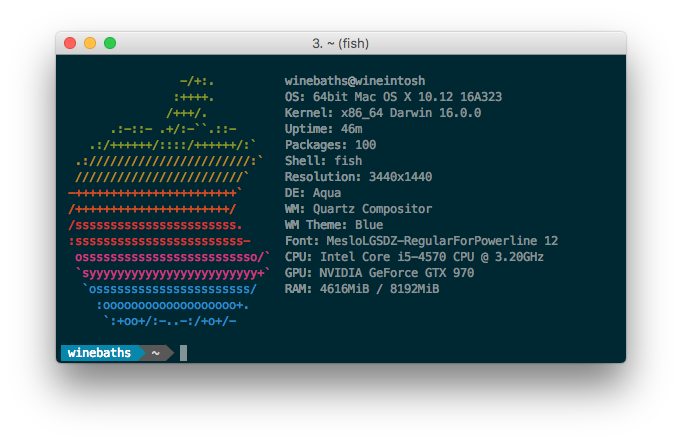 3. ~ (fish)
-/+:.          winebaths@wineintosh
:++++.         OS: 64bit Mac OS X 10.12 16A323
/+++/.          Kernel: x86_64 Darwin 16.0.0
.:-::- .+/:-``.::-       Uptime: 46m
.:/++++++/::::/++++++/:`    Packages: 100
.:///////////////////////:`   Shell: fish
////////////////////////`    Resolution: 3440x1440
-+++++++++++++++++++++++`     DE: Aqua
/++++++++++++++++++++++/      WM: Quartz Compositor
/sssssssssssssssssssssss.     WM Theme: Blue
:ssssssssssssssssssssssss-    Font: MesloLGSDZ-RegularForPowerline 12
osssssssssssssssssssssssso/`  CPU: Intel Core i5-4570 CPU @ 3.20GHz
`syyyyyyyyyyyyyyyyyyyyyyyy+`  GPU: NVIDIA GeForce GTX 970
`ossssssssssssssssssssss/    RAM: 4616MiB / 8192MiB
:ooooooooooooooooooo+.
`:+oo+/:-..-:/+o+/-
winebaths ~